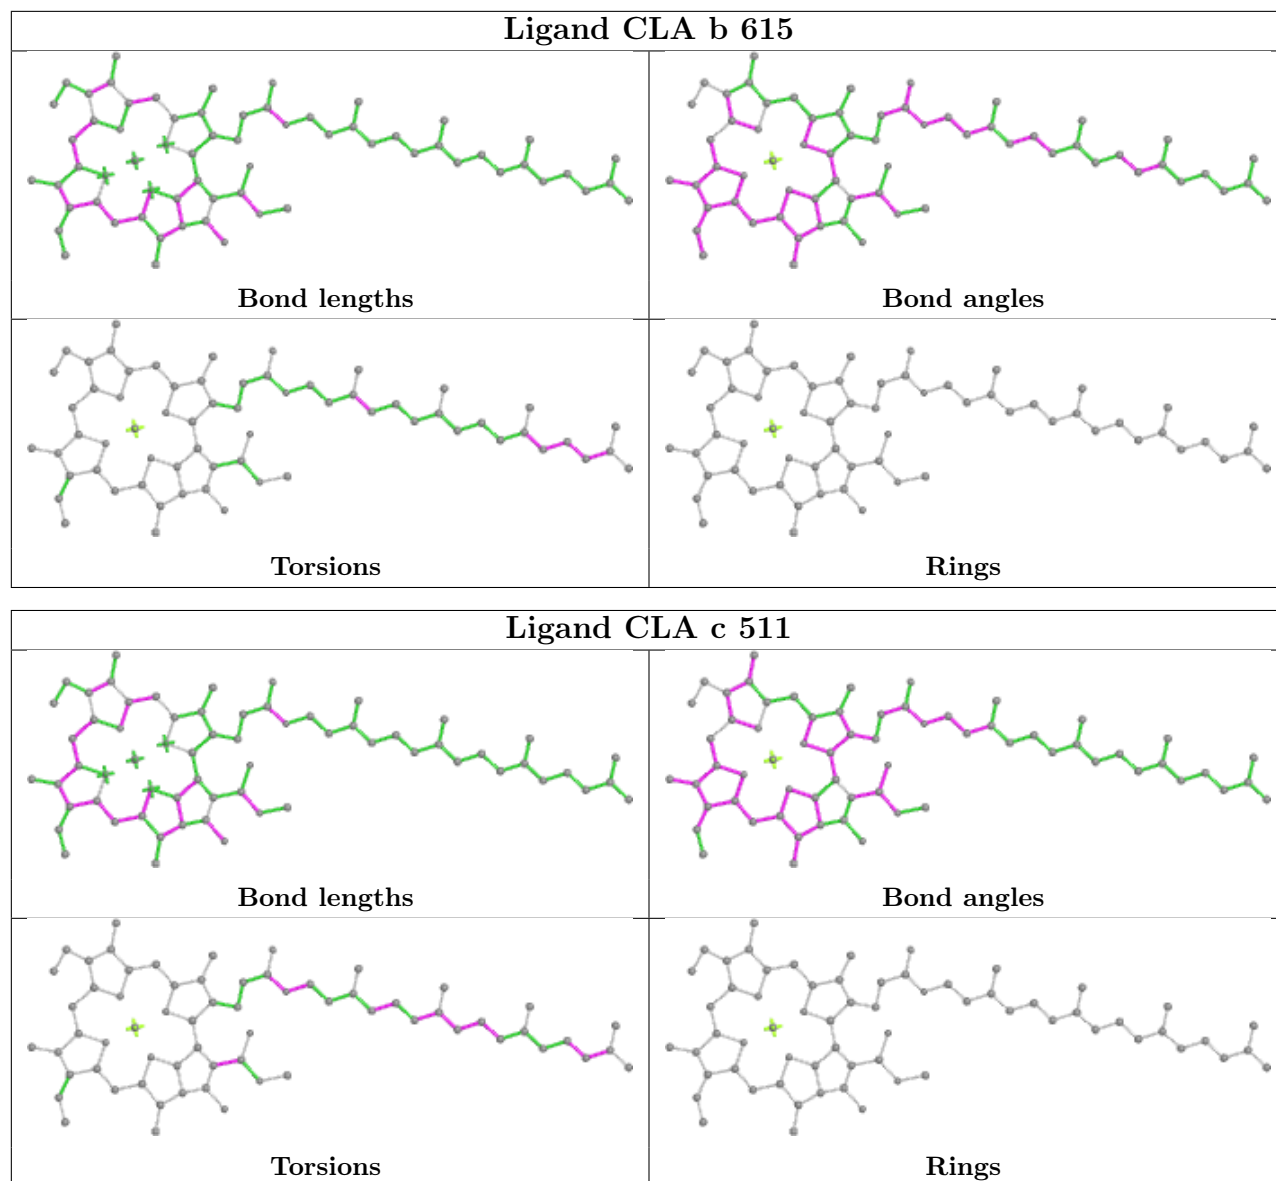 Ligand CLA b 615
Bond lengths
Bond angles
Torsions
Rings
Ligand CLA c 511
Bond lengths
Bond angles
Torsions
Rings